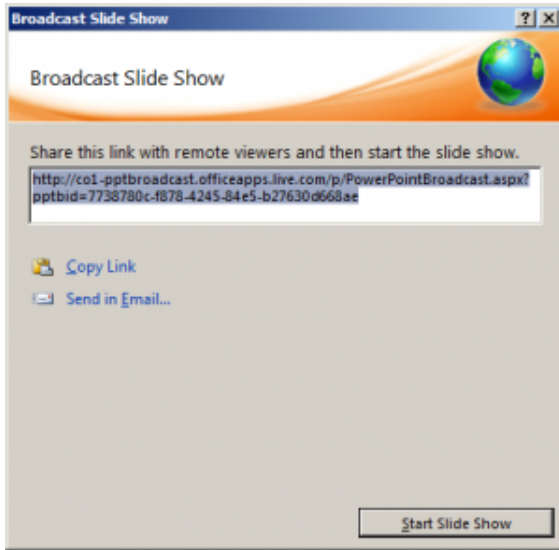 Broadcast Slide Show
Broadcast Slide Show
Share this link with remote viewers and then start the slide show.
http://co1-pptbroadcast.officeapps.live.com/p/PowerPointBroadcast.aspx?
pptbid=7738780c-f878-4245-84e5-b27630d668ae
Copy Link
Send in Email...
Start Slide Show